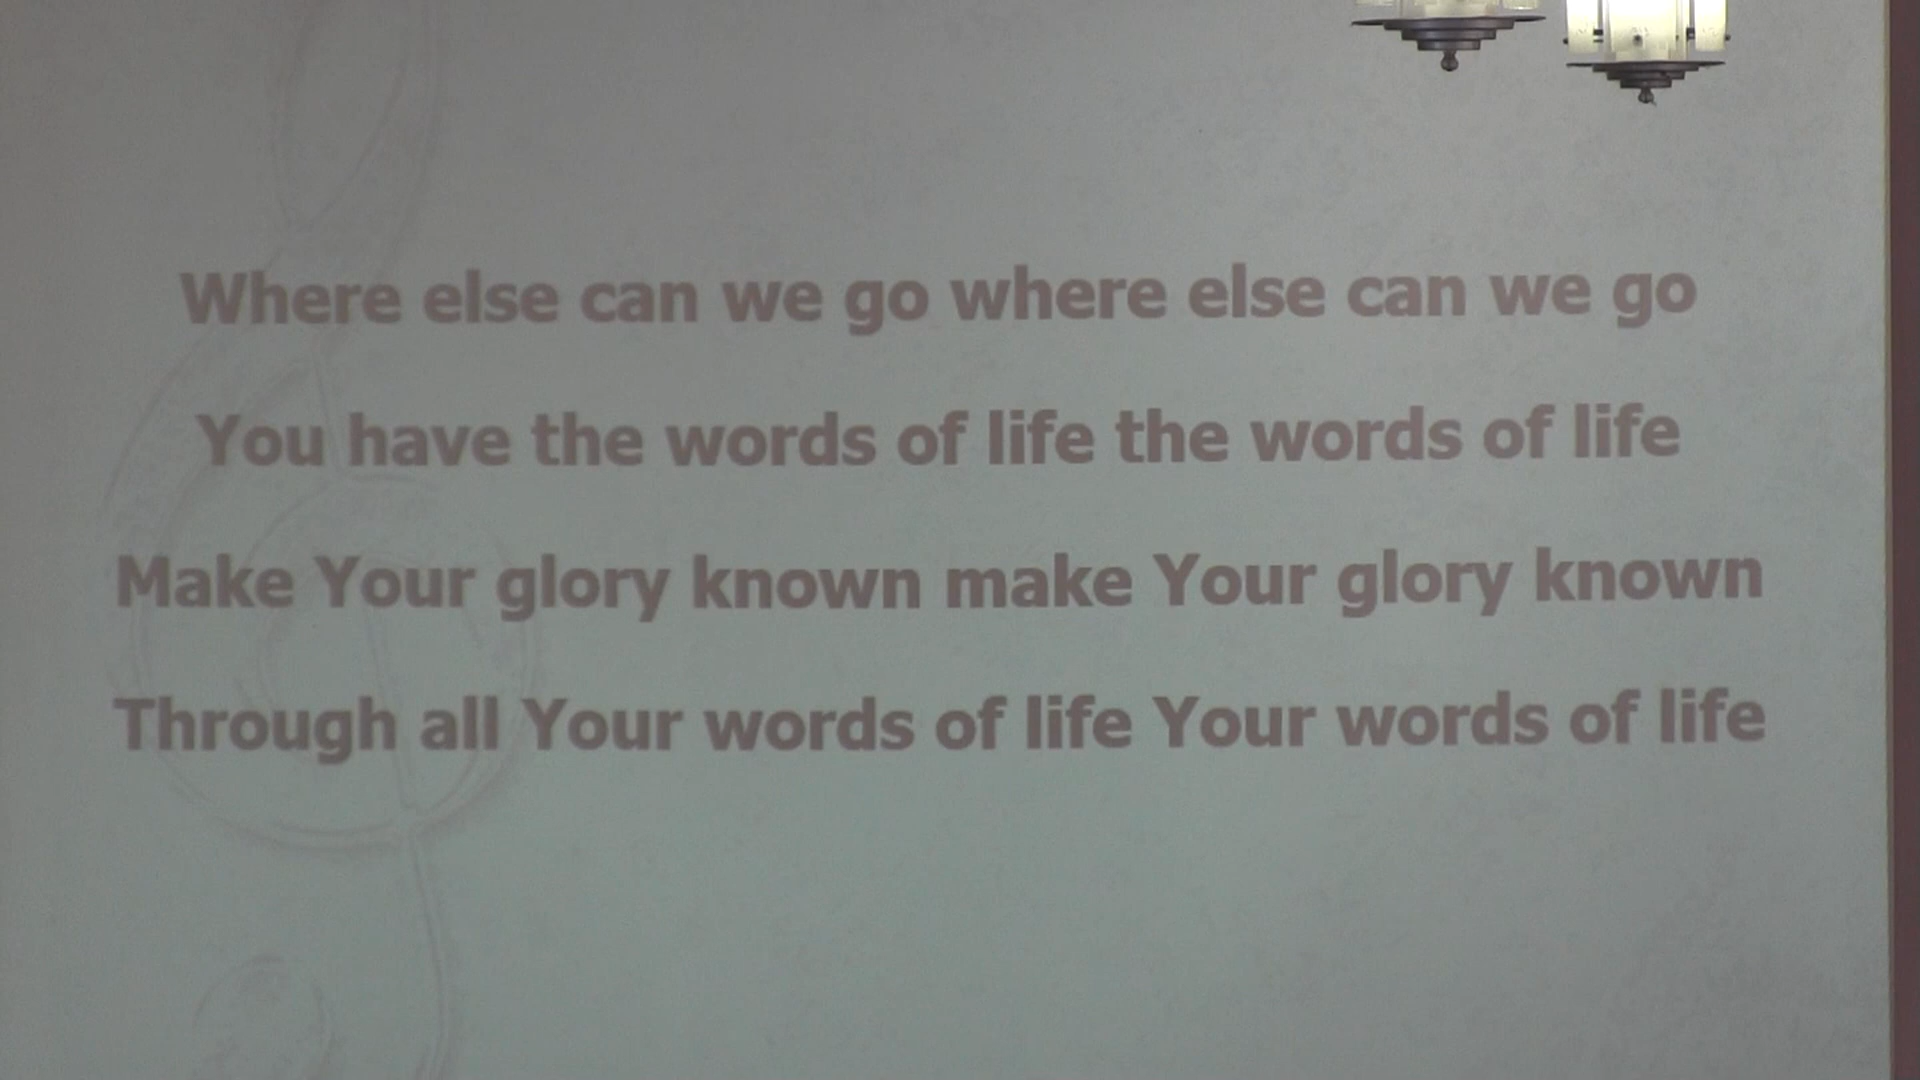 Where else can we go where else can we go
You have the words of life the words of life
Make Your glory known make Your glory known
Through all Your words of life Your words of life